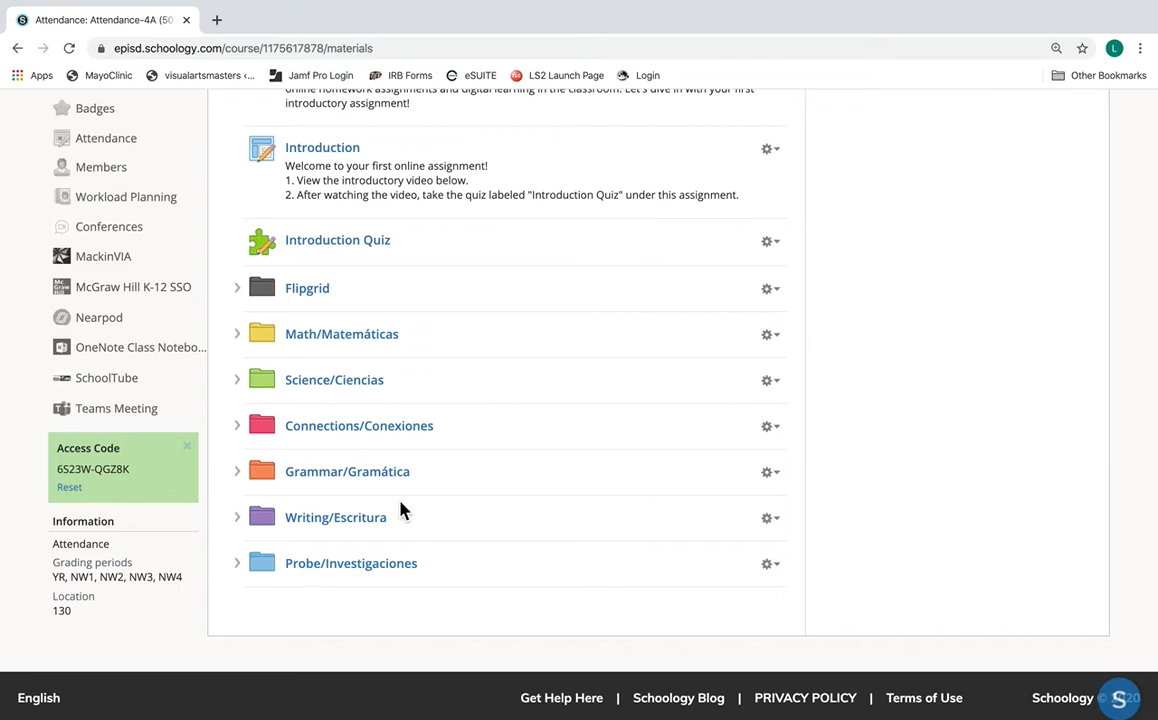 Attendance: Attendance-4A (50
episd.schoology.com/course/1175617878/materials
L
Apps
MayoClinic
visualartsmasters <...
Jamf Pro Login
IRB Forms
eSUITE
LS2 Launch Page
Login
Other Bookmarks
online homework assignments and digital learning in the classroom. Let's dive in with your first
introductory assignment!
Badges
Attendance
Members
Workload Planning
Conferences
MackinVIA
McGraw Hill K-12 SSO
Nearpod
OneNote Class Notebo...
SchoolTube
Teams Meeting
Access Code
6S23W-QGZ8K
Reset
Information
Attendance
Grading periods
YR, NW1, NW2, NW3, NW4
Location
130
Introduction
Welcome to your first online assignment!
1. View the introductory video below.
2. After watching the video, take the quiz labeled "Introduction Quiz" under this assignment.
Introduction Quiz
Flipgrid
Math/Matemáticas
Science/Ciencias
Connections/Conexiones
Grammar/Gramática
Writing/Escritura
Probe/Investigaciones
English
Get Help Here | Schoology Blog | PRIVACY POLICY | Terms of Use
Schoology © 2020
S